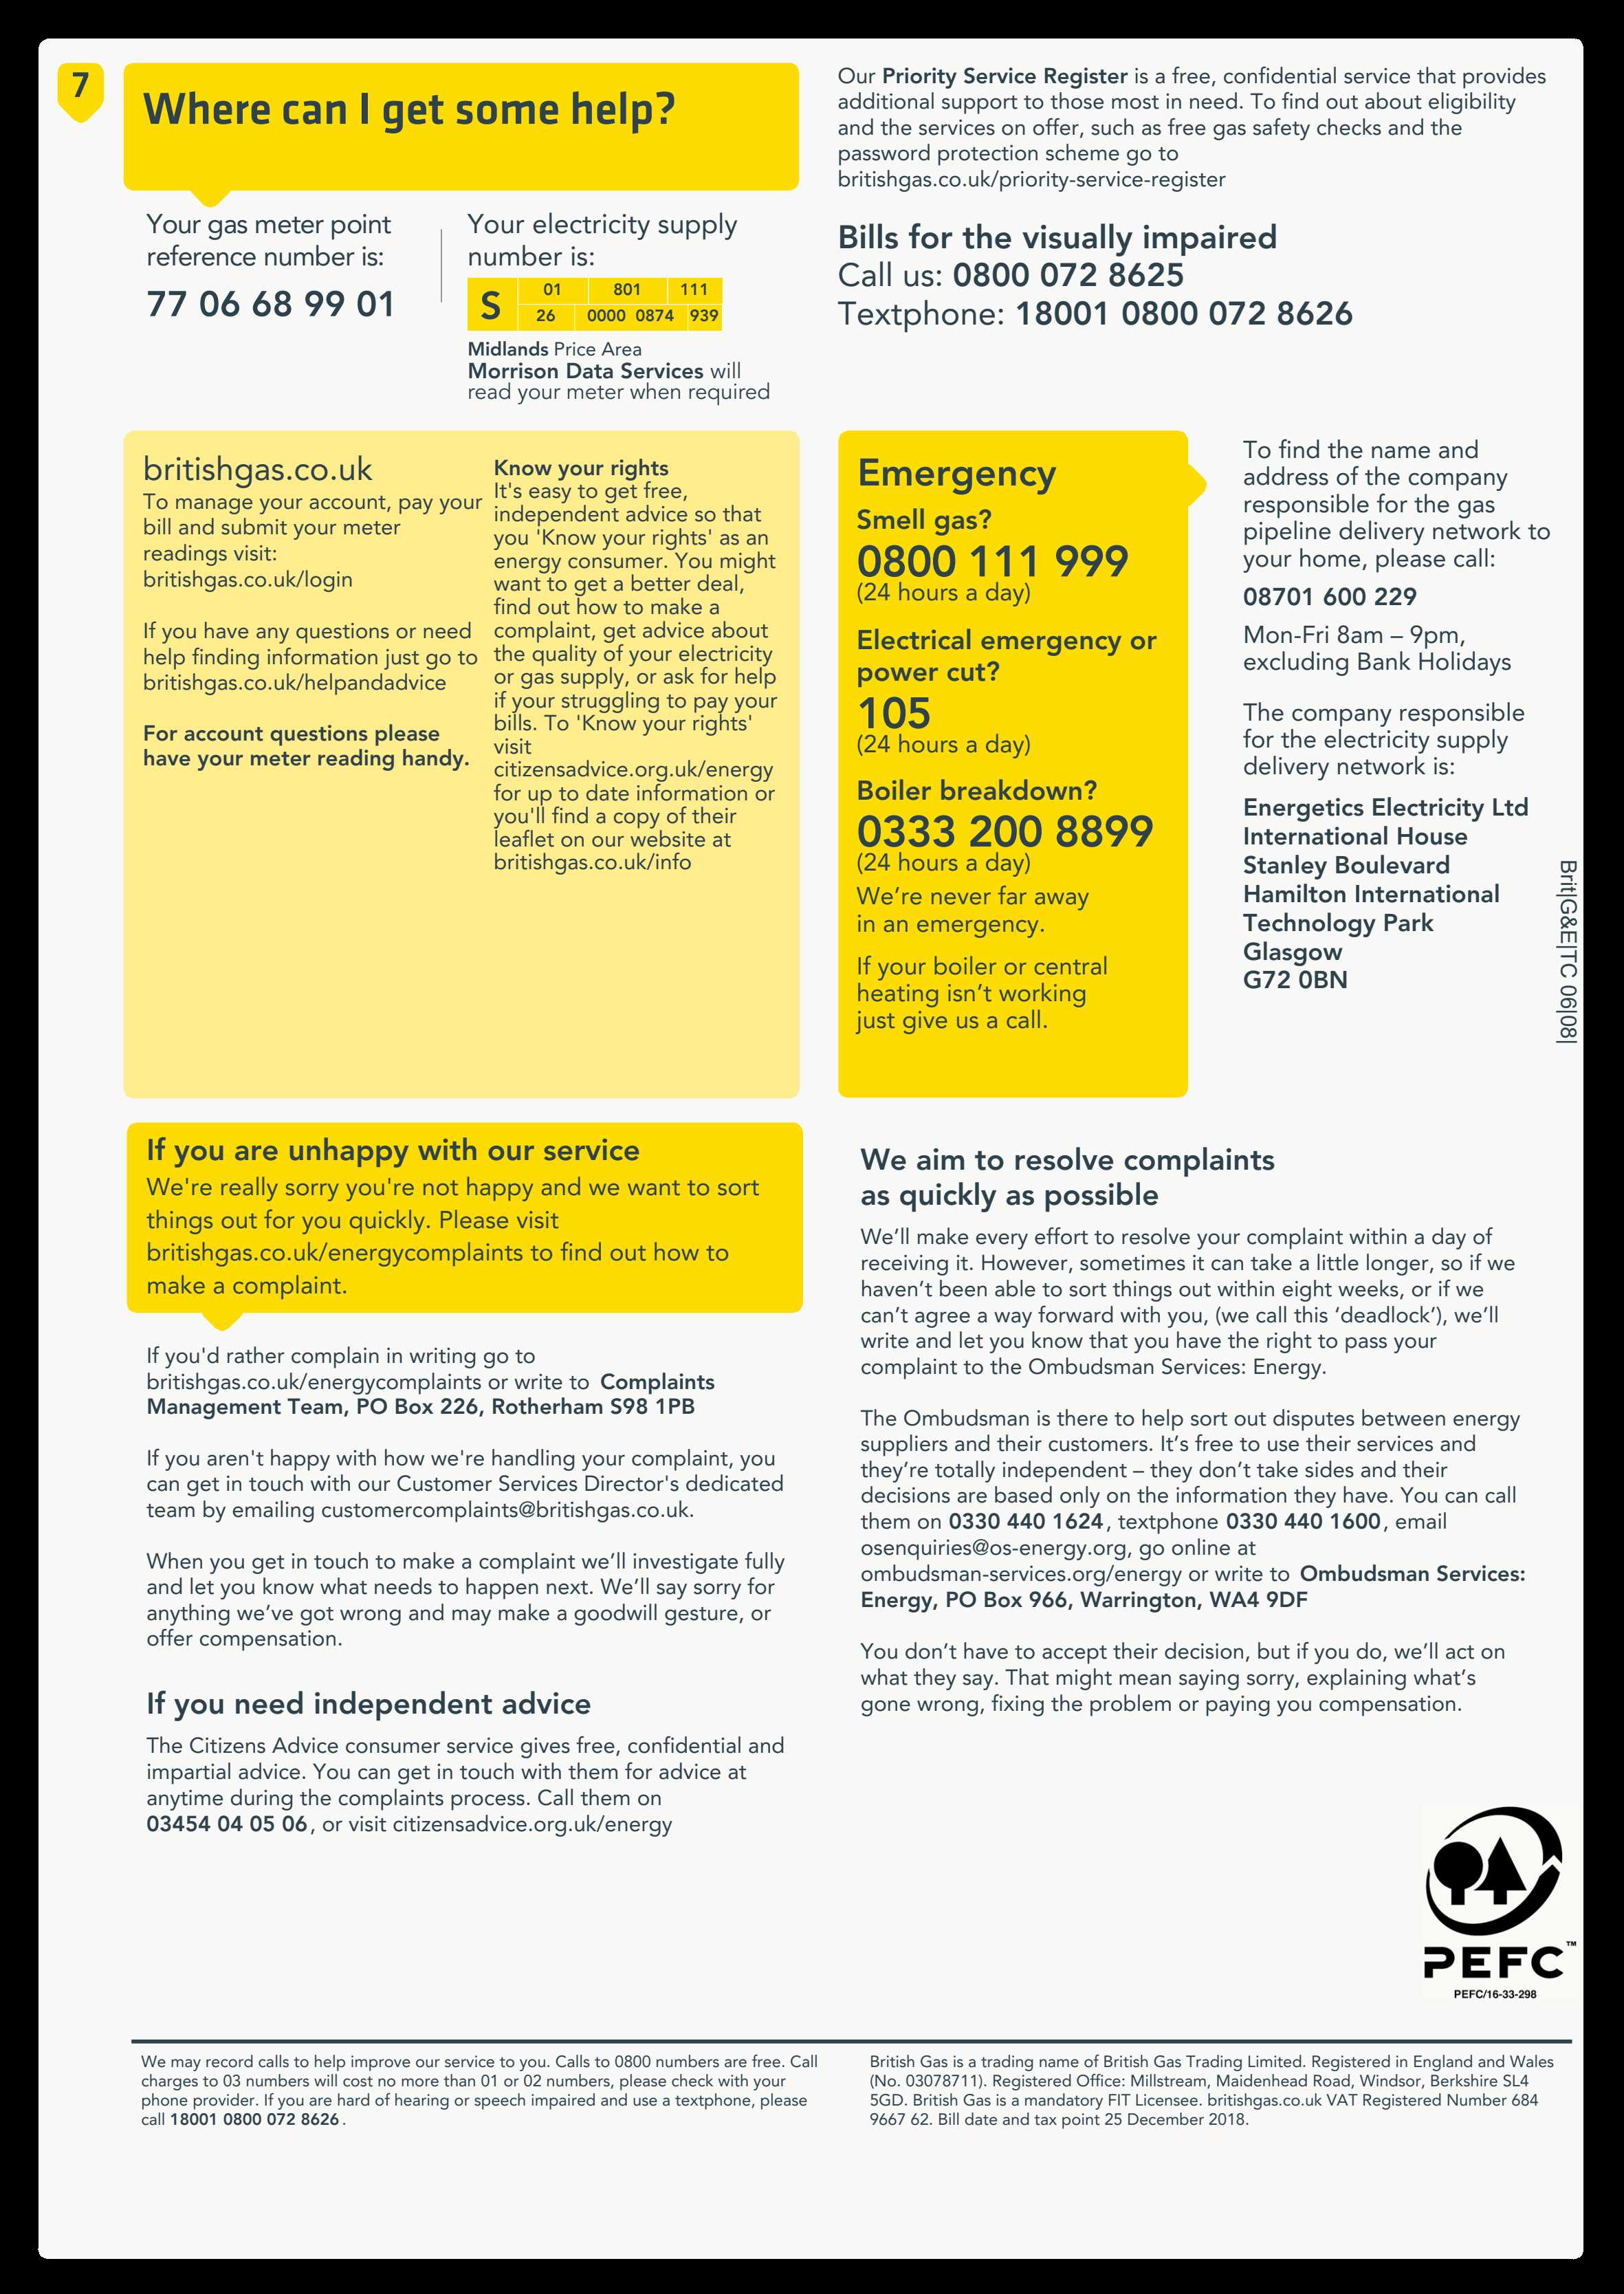 7
Where can I get some help?
Your gas meter point
reference number is:
77 06 68 99 01
Your electricity supply
number is:
S
01 801 111
26 0000 0874 939
Midlands Price Area
Morrison Data Services will
read your meter when required
Our Priority Service Register is a free, confidential service that provides
additional support to those most in need. To find out about eligibility
and the services on offer, such as free gas safety checks and the
password protection scheme go to
britishgas.co.uk/priority-service-register
Bills for the visually impaired
Call us: 0800 072 8625
Textphone: 18001 0800 072 8626
britishgas.co.uk
To manage your account, pay your
bill and submit your meter
readings visit:
britishgas.co.uk/login
If you have any questions or need
help finding information just go to
britishgas.co.uk/helpandadvice
For account questions please
have your meter reading handy.
Know your rights
It's easy to get free,
independent advice so that
you 'Know your rights' as an
energy consumer. You might
want to get a better deal,
find out how to make a
complaint, get advice about
the quality of your electricity
or gas supply, or ask for help
if your struggling to pay your
bills. To 'Know your rights'
visit
citizensadvice.org.uk/energy
for up to date information or
you'll find a copy of their
leaflet on our website at
britishgas.co.uk/info
Emergency
Smell gas?
0800 111 999
(24 hours a day)
Electrical emergency or
power cut?
105
(24 hours a day)
Boiler breakdown?
0333 200 8899
(24 hours a day)
We’re never far away
in an emergency.
If your boiler or central
heating isn’t working
just give us a call.
To find the name and
address of the company
responsible for the gas
pipeline delivery network to
your home, please call:
08701 600 229
Mon-Fri 8am – 9pm,
excluding Bank Holidays
The company responsible
for the electricity supply
delivery network is:
Energetics Electricity Ltd
International House
Stanley Boulevard
Hamilton International
Technology Park
Glasgow
G72 0BN
Brit|G&E|TC 06|08|
If you are unhappy with our service
We're really sorry you're not happy and we want to sort
things out for you quickly. Please visit
britishgas.co.uk/energycomplaints to find out how to
make a complaint.
If you'd rather complain in writing go to
britishgas.co.uk/energycomplaints or write to Complaints
Management Team, PO Box 226, Rotherham S98 1PB
If you aren't happy with how we're handling your complaint, you
can get in touch with our Customer Services Director's dedicated
team by emailing customercomplaints@britishgas.co.uk.
When you get in touch to make a complaint we’ll investigate fully
and let you know what needs to happen next. We’ll say sorry for
anything we’ve got wrong and may make a goodwill gesture, or
offer compensation.
If you need independent advice
The Citizens Advice consumer service gives free, confidential and
impartial advice. You can get in touch with them for advice at
anytime during the complaints process. Call them on
03454 04 05 06, or visit citizensadvice.org.uk/energy
We aim to resolve complaints
as quickly as possible
We’ll make every effort to resolve your complaint within a day of
receiving it. However, sometimes it can take a little longer, so if we
haven’t been able to sort things out within eight weeks, or if we
can’t agree a way forward with you, (we call this ‘deadlock’), we’ll
write and let you know that you have the right to pass your
complaint to the Ombudsman Services: Energy.
The Ombudsman is there to help sort out disputes between energy
suppliers and their customers. It’s free to use their services and
they’re totally independent – they don’t take sides and their
decisions are based only on the information they have. You can call
them on 0330 440 1624, textphone 0330 440 1600, email
osenquiries@os-energy.org, go online at
ombudsman-services.org/energy or write to Ombudsman Services:
Energy, PO Box 966, Warrington, WA4 9DF
You don’t have to accept their decision, but if you do, we’ll act on
what they say. That might mean saying sorry, explaining what’s
gone wrong, fixing the problem or paying you compensation.
PEFC™
PEFC/16-33-298
We may record calls to help improve our service to you. Calls to 0800 numbers are free. Call
charges to 03 numbers will cost no more than 01 or 02 numbers, please check with your
phone provider. If you are hard of hearing or speech impaired and use a textphone, please
call 18001 0800 072 8626.
British Gas is a trading name of British Gas Trading Limited. Registered in England and Wales
(No. 03078711). Registered Office: Millstream, Maidenhead Road, Windsor, Berkshire SL4
5GD. British Gas is a mandatory FIT Licensee. britishgas.co.uk VAT Registered Number 684
9667 62. Bill date and tax point 25 December 2018.